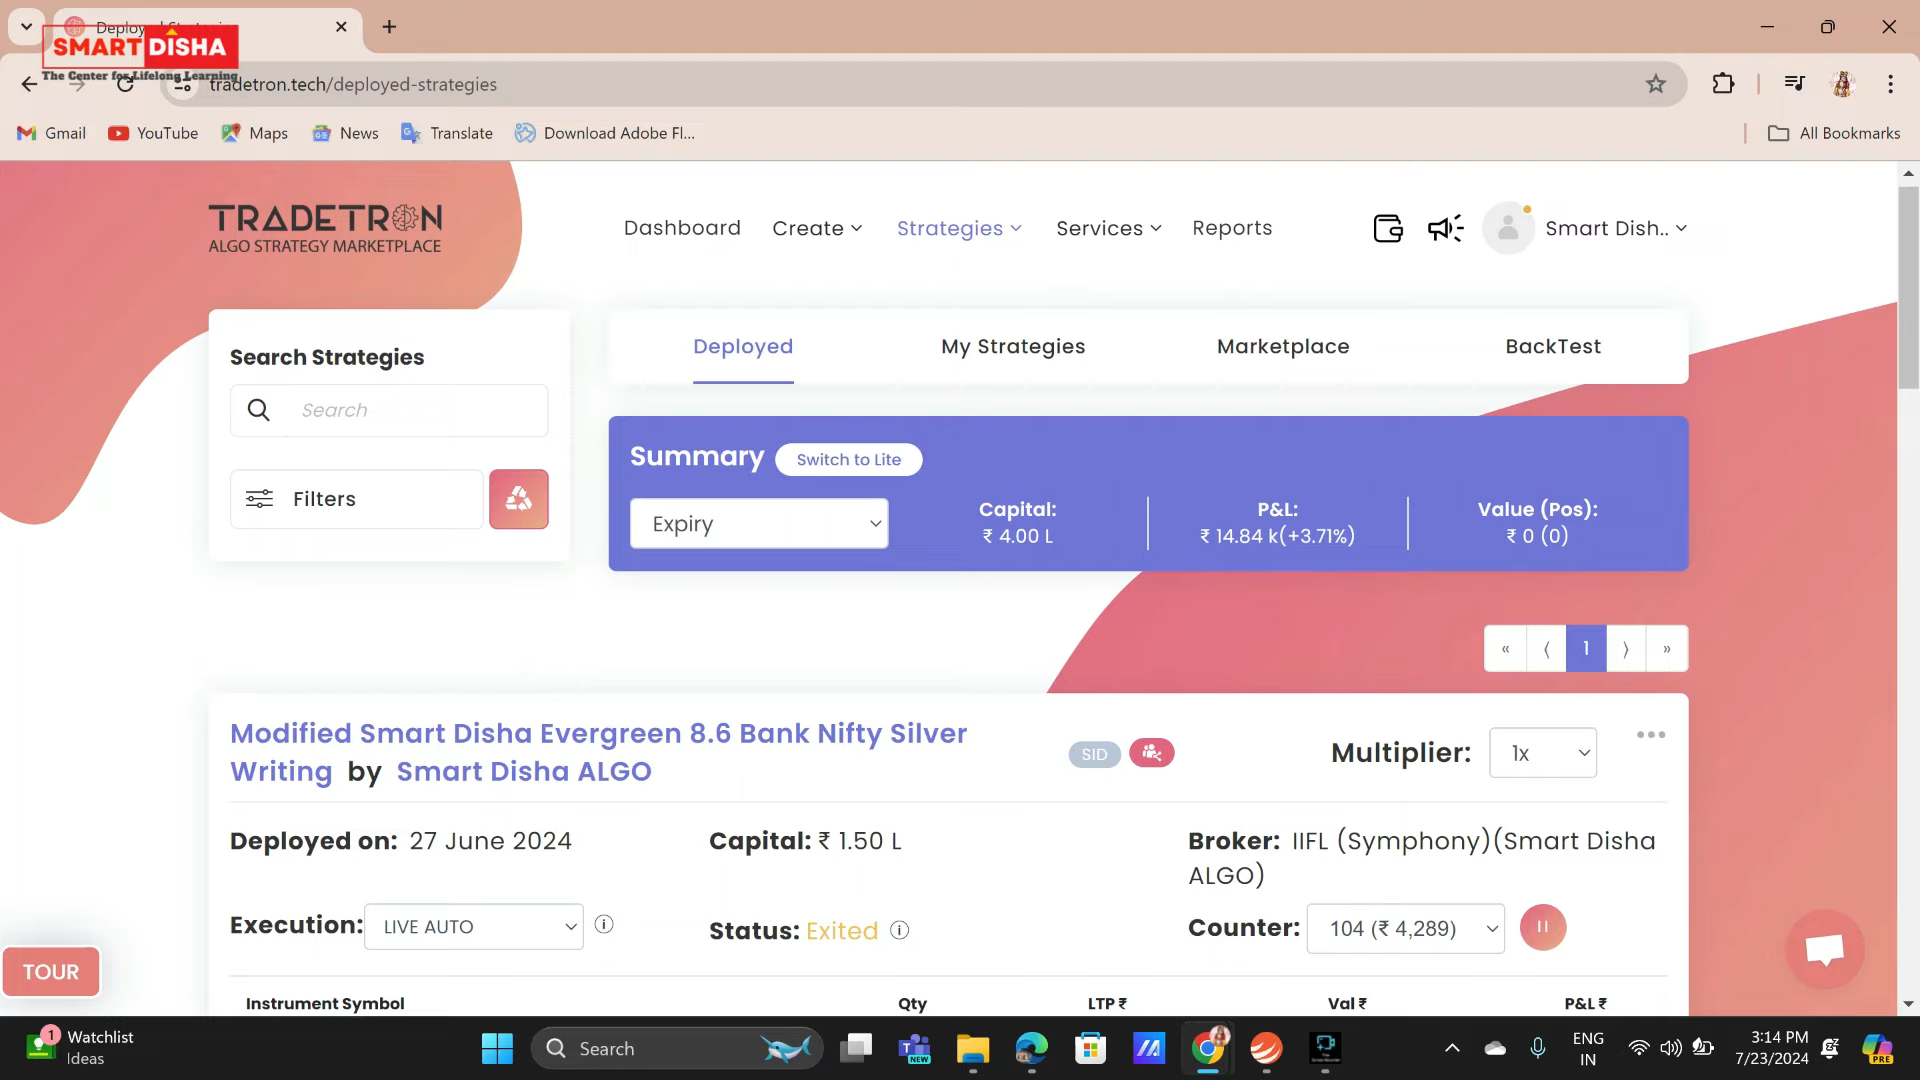 Deploy
SMART DISHA
The Center for Lifelong Learning
tradetron.tech/deployed-strategies
Gmail
YouTube
Maps
News
Translate
Download Adobe Fl...
All Bookmarks
TRADETRON
ALGO STRATEGY MARKETPLACE
Dashboard
Create
Strategies
Services
Reports
Smart Dish..
Search Strategies
Search
Filters
Deployed
My Strategies
Marketplace
BackTest
Summary
Switch to Lite
Expiry
Capital:
₹ 4.00 L
P&L:
₹ 14.84 k(+3.71%)
Value (Pos):
₹ 0 (0)
« ⟨ 1 ⟩ »
Modified Smart Disha Evergreen 8.6 Bank Nifty Silver
Writing by Smart Disha ALGO
SID
Multiplier: 1x
Deployed on: 27 June 2024
Capital: ₹ 1.50 L
Broker: IIFL (Symphony)(Smart Disha
ALGO)
Execution: LIVE AUTO
Status: Exited
Counter: 104 (₹ 4,289)
TOUR
Instrument Symbol Qty LTP ₹ Val ₹ P&L ₹
1
Watchlist
Ideas
Search
NEW
ENG
IN
3:14 PM
7/23/2024
PRE